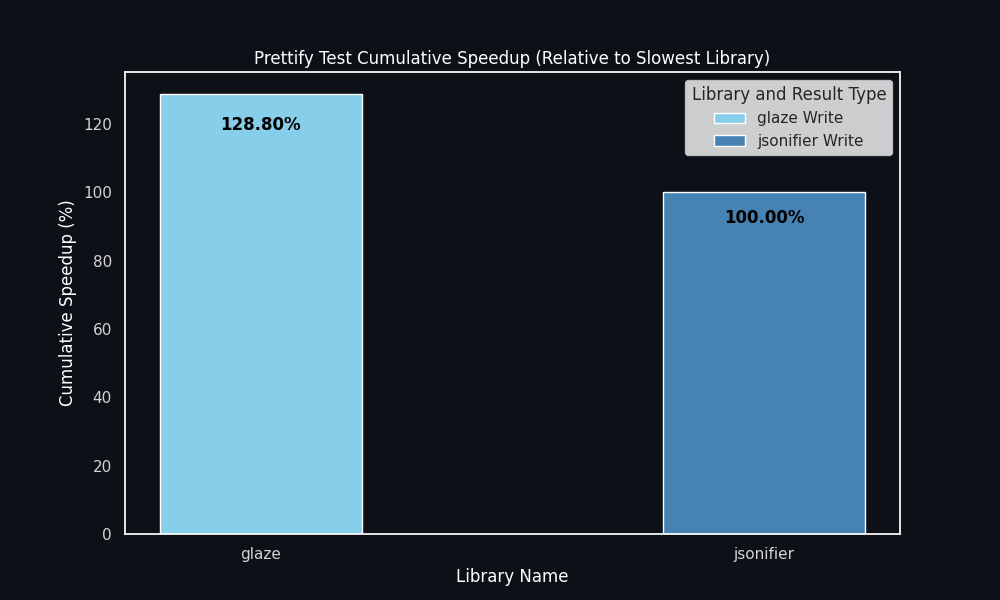 Prettify Test Cumulative Speedup (Relative to Slowest Library)
Library and Result Type
glaze Write
jsonifier Write
128.80%
100.00%
Cumulative Speedup (%)
120
100
80
60
40
20
0
glaze
jsonifier
Library Name